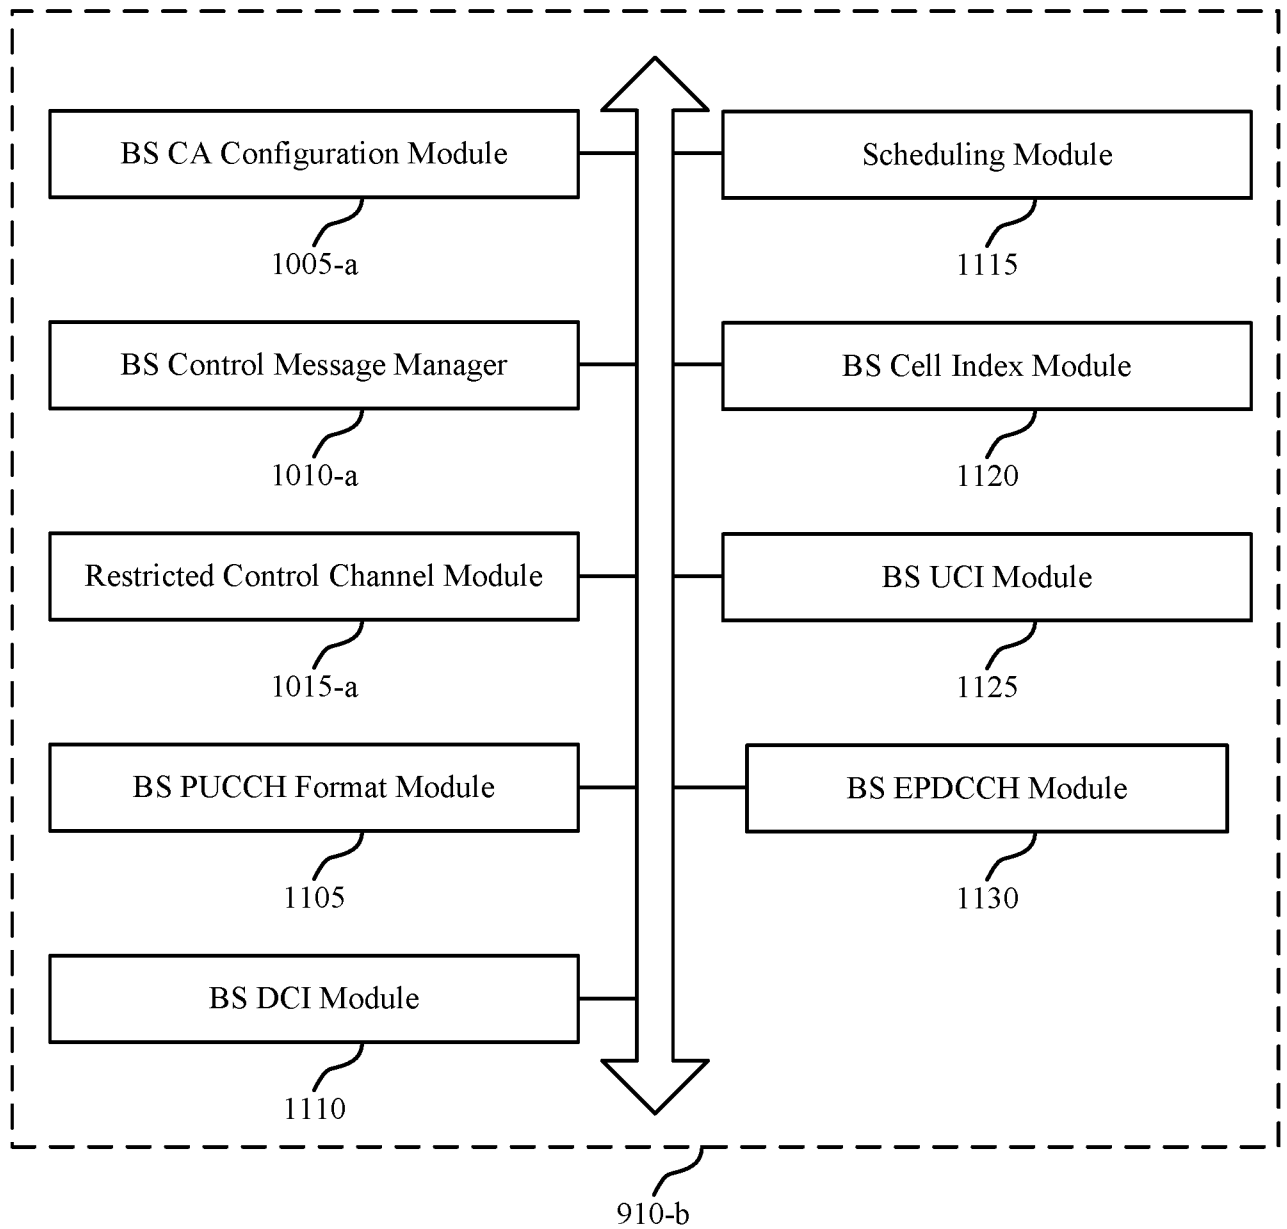 BS CA Configuration Module
1005-a
Scheduling Module
1115
BS Control Message Manager
1010-a
BS Cell Index Module
1120
Restricted Control Channel Module
1015-a
BS UCI Module
1125
BS PUCCH Format Module
1105
BS EPDCCH Module
1130
BS DCI Module
1110
910-b